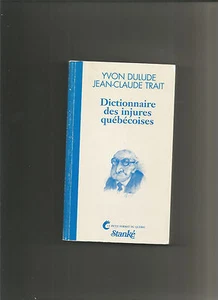 YVON DULUDE
JEAN-CLAUDE TRAIT
Dictionnaire
des injures
québécoises
Stanké